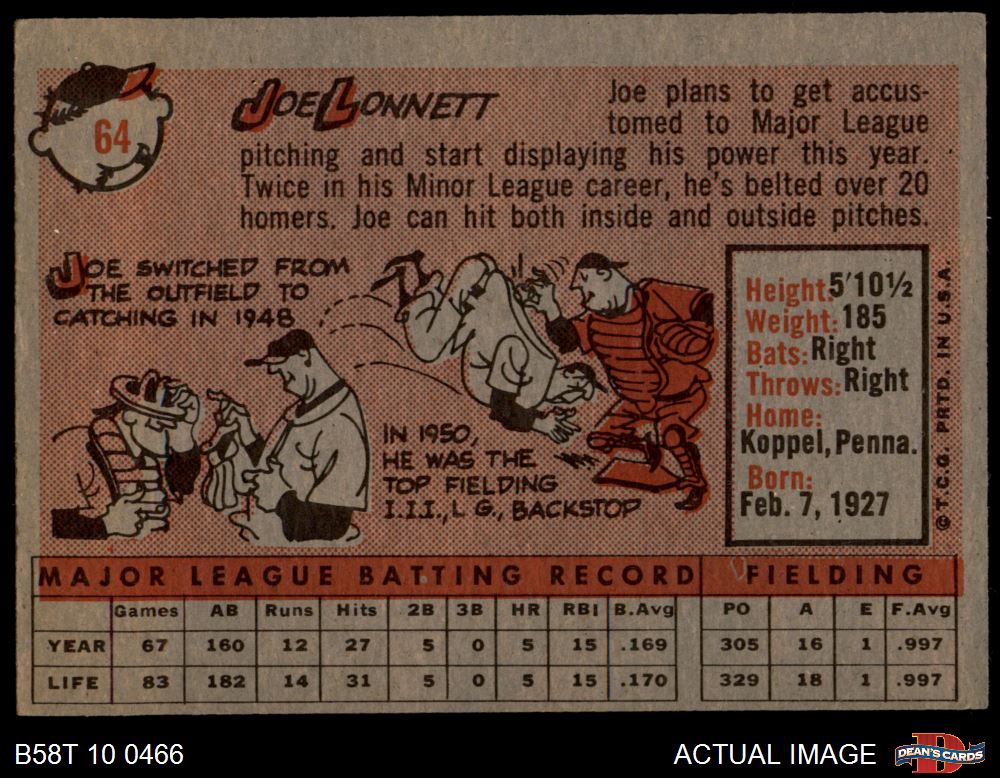 64
JOE LONNETT
Joe plans to get accus-
tomed to Major League
pitching and start displaying his power this year.
Twice in his Minor League career, he's belted over 20
homers. Joe can hit both inside and outside pitches.
JOE SWITCHED FROM
THE OUTFIELD TO
CATCHING IN 1948
IN 1950,
HE WAS THE
TOP FIELDING
I.I.I., L G., BACKSTOP
Height: 5'10½
Weight: 185
Bats: Right
Throws: Right
Home:
Koppel, Penna.
Born:
Feb. 7, 1927
© T.C.G. PRTD. IN U.S.A.
MAJOR LEAGUE BATTING RECORD FIELDING
Games AB Runs Hits 2B 3B HR RBI B.Avg PO A E F.Avg
YEAR 67 160 12 27 5 0 5 15 .169 305 16 1 .997
LIFE 83 182 14 31 5 0 5 15 .170 329 18 1 .997
B58T 10 0466 ACTUAL IMAGE DEAN'S CARDS